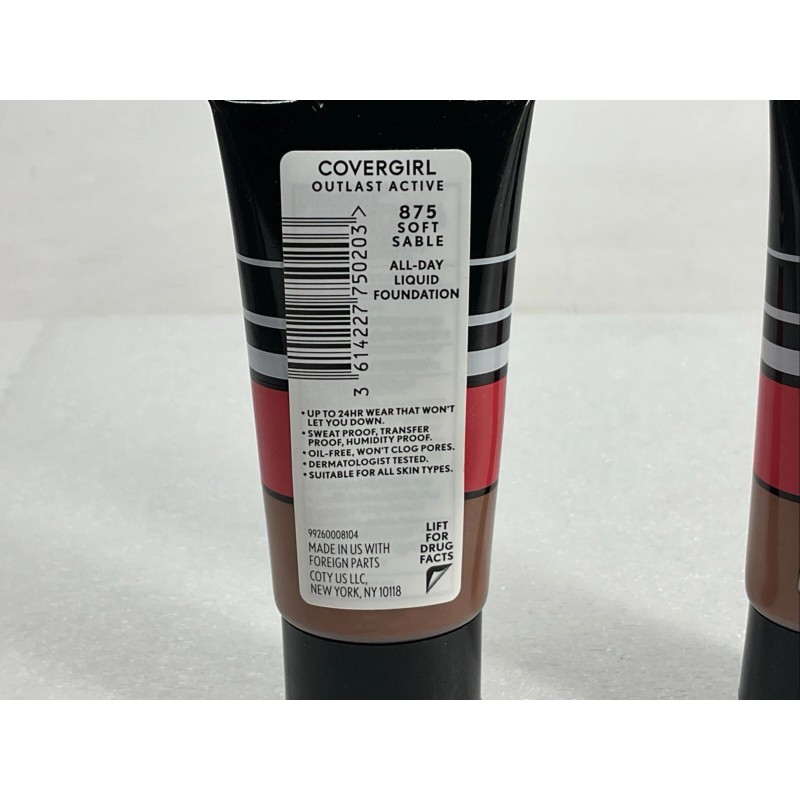 COVERGIRL
OUTLAST ACTIVE
875
SOFT
SABLE
ALL-DAY
LIQUID
FOUNDATION
3 614227 750203 >
• UP TO 24HR WEAR THAT WON'T
LET YOU DOWN.
• SWEAT PROOF, TRANSFER
PROOF, HUMIDITY PROOF.
• OIL-FREE, WON'T CLOG PORES.
• DERMATOLOGIST TESTED.
• SUITABLE FOR ALL SKIN TYPES.
99260008104
MADE IN US WITH
FOREIGN PARTS
COTY US LLC,
NEW YORK, NY 10118
LIFT
FOR
DRUG
FACTS